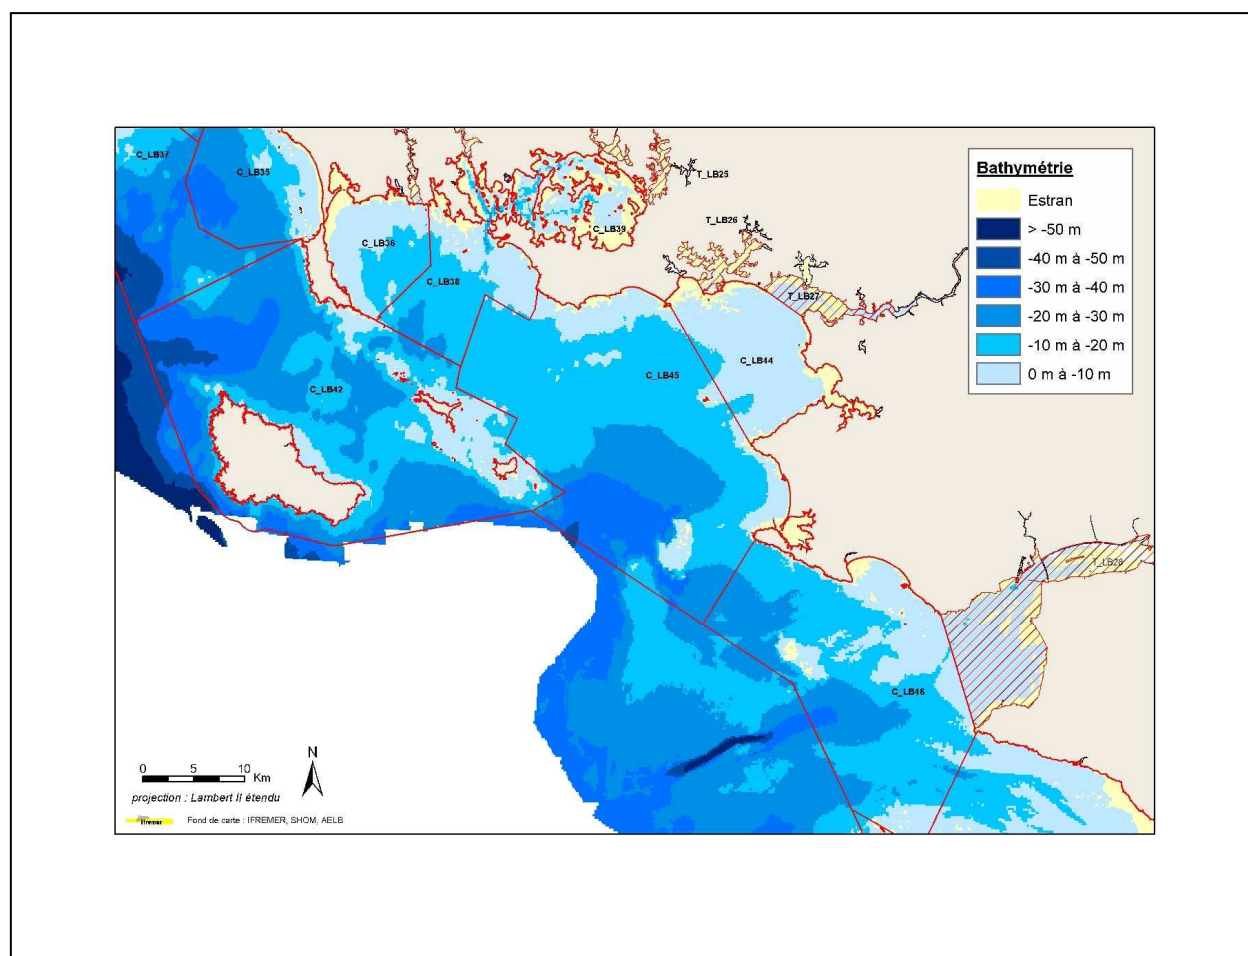 C_LB37
C_LB35
T_LB25
T_LB26
C_LB39
C_LB36
C_LB38
T_LB27
C_LB44
C_LB45
C_LB42
T_LB28
C_LB46
Bathymétrie
Estran
> -50 m
-40 m à -50 m
-30 m à -40 m
-20 m à -30 m
-10 m à -20 m
0 m à -10 m
N
0 5 10
Km
projection : Lambert II étendu
Ifremer
Fond de carte : IFREMER, SHOM, AELB